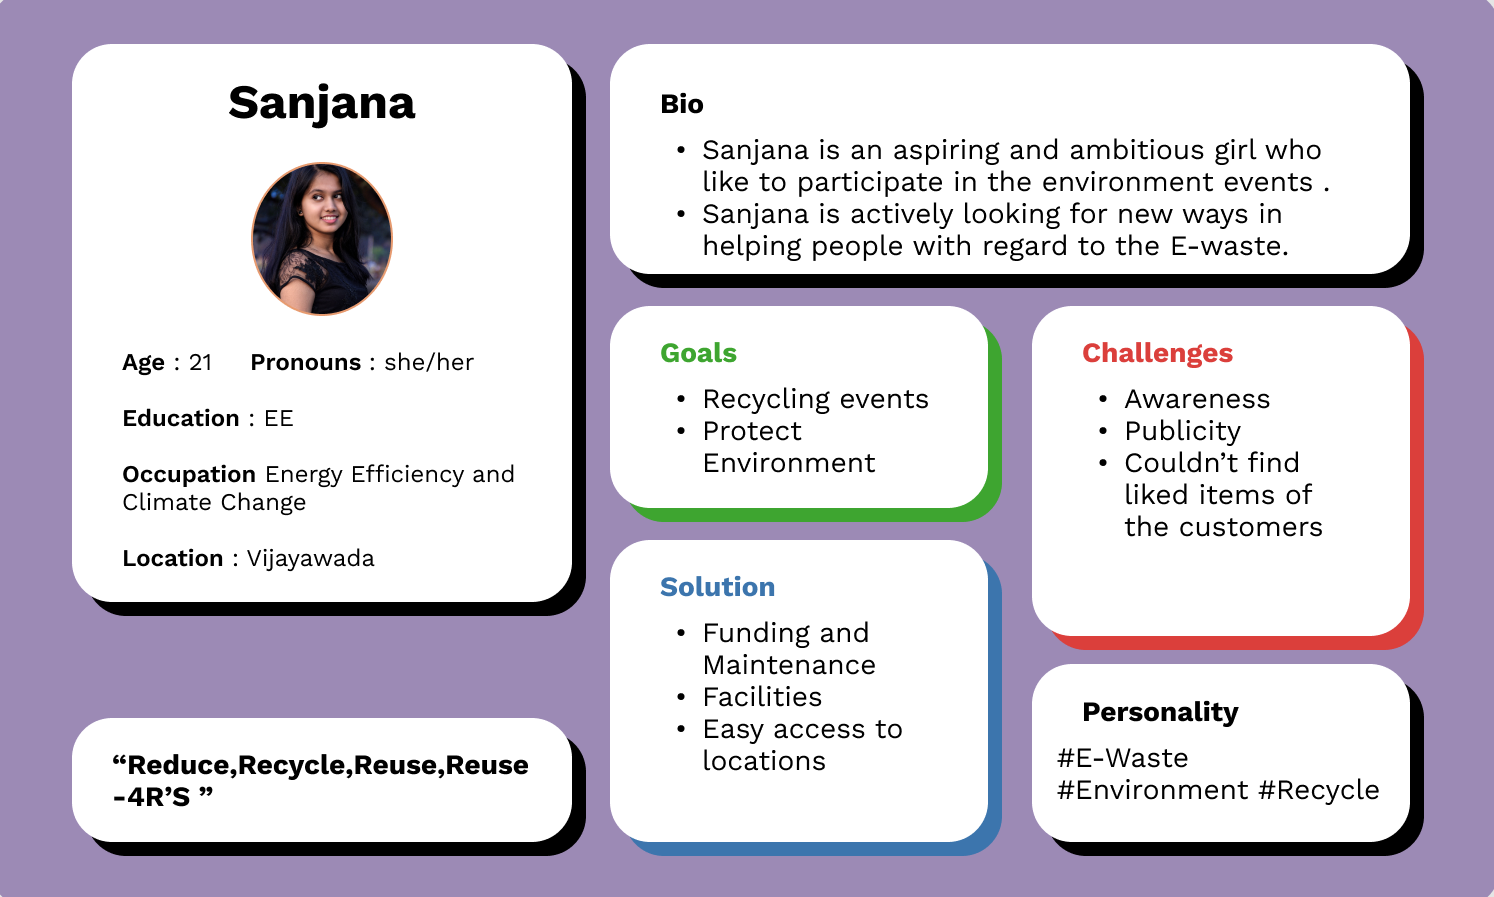 Sanjana
Age : 21 Pronouns : she/her
Education : EE
Occupation Energy Efficiency and
Climate Change
Location : Vijayawada
“Reduce,Recycle,Reuse,Reuse
-4R’S ”
Bio
• Sanjana is an aspiring and ambitious girl who
like to participate in the environment events .
• Sanjana is actively looking for new ways in
helping people with regard to the E-waste.
Goals
• Recycling events
• Protect
Environment
Challenges
• Awareness
• Publicity
• Couldn’t find
liked items of
the customers
Solution
• Funding and
Maintenance
• Facilities
• Easy access to
locations
Personality
#E-Waste
#Environment #Recycle